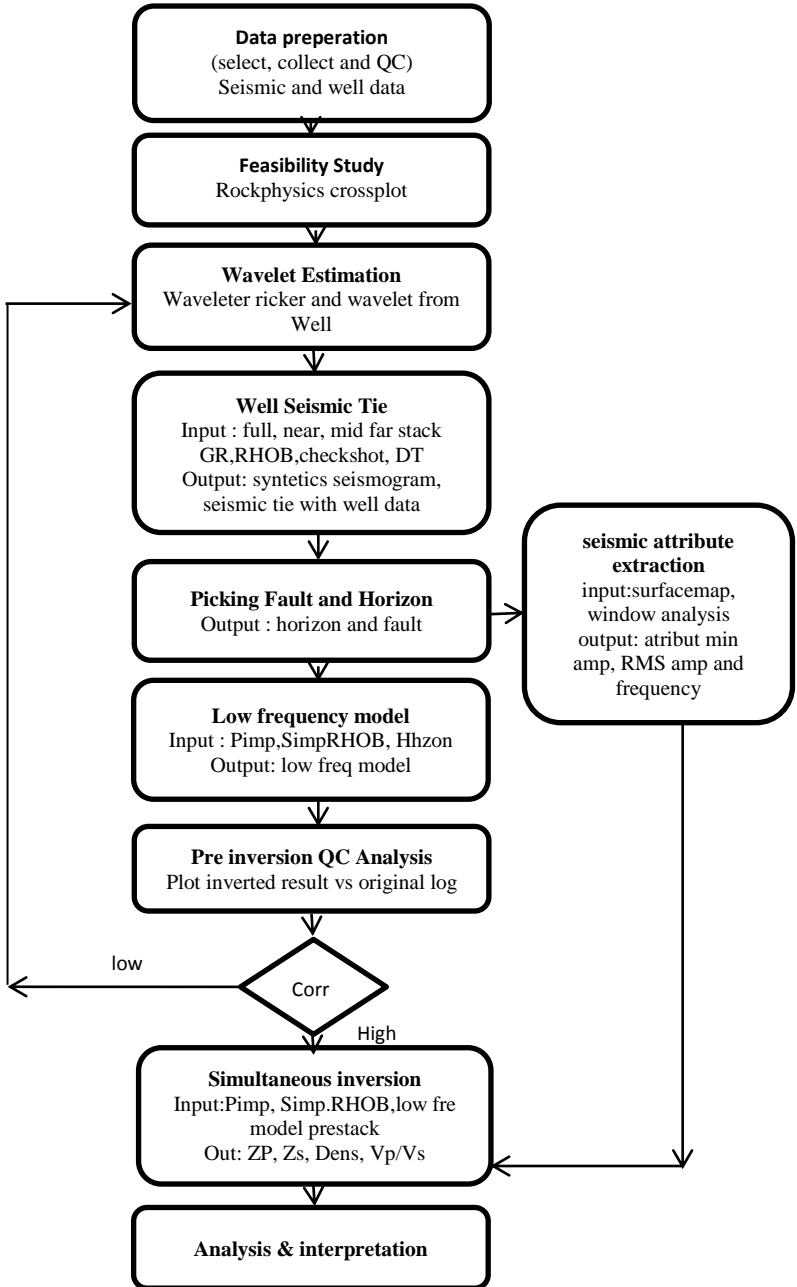 Data preperation
(select, collect and QC)
Seismic and well data
Feasibility Study
Rockphysics crossplot
Wavelet Estimation
Waveleter ricker and wavelet from
Well
Well Seismic Tie
Input : full, near, mid far stack
GR,RHOB,checkshot, DT
Output: syntetics seismogram,
seismic tie with well data
Picking Fault and Horizon
Output : horizon and fault
seismic attribute
extraction
input:surfacemap,
window analysis
output: atribut min
amp, RMS amp and
frequency
Low frequency model
Input : Pimp,SimpRHOB, Hhzon
Output: low freq model
Pre inversion QC Analysis
Plot inverted result vs original log
low
Corr
High
Simultaneous inversion
Input:Pimp, Simp.RHOB,low fre
model prestack
Out: ZP, Zs, Dens, Vp/Vs
Analysis & interpretation